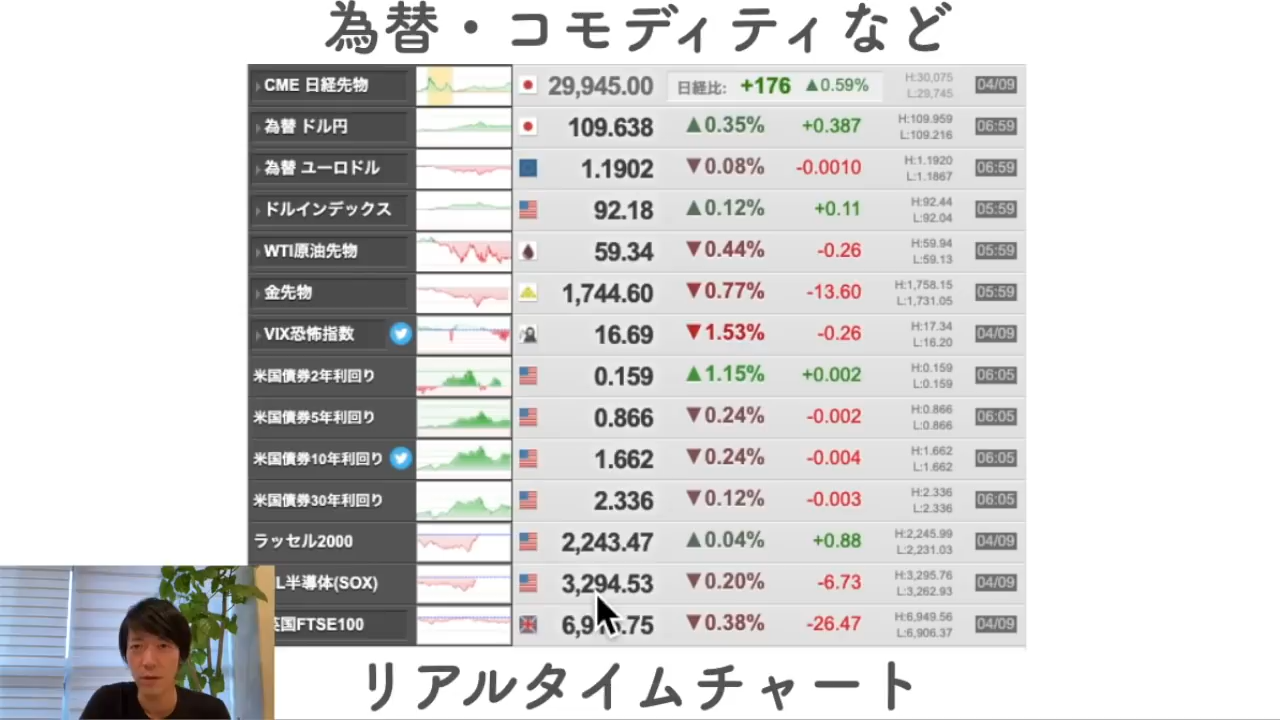 為替・コモディティなど
CME 日経先物 29,945.00 日経比: +176 ▲0.59% H:30,075 L:29,745 04/09
為替 ドル円 109.638 ▲0.35% +0.387 H:109.959 L:109.216 06:59
為替 ユーロドル 1.1902 ▼0.08% -0.0010 H:1.1920 L:1.1867 06:59
ドルインデックス 92.18 ▲0.12% +0.11 H:92.44 L:92.04 05:59
WTI原油先物 59.34 ▼0.44% -0.26 H:59.94 L:59.13 05:59
金先物 1,744.60 ▼0.77% -13.60 H:1,758.15 L:1,731.05 05:59
VIX恐怖指数 16.69 ▼1.53% -0.26 H:17.34 L:16.20 04/09
米国債券2年利回り 0.159 ▲1.15% +0.002 H:0.159 L:0.159 06:05
米国債券5年利回り 0.866 ▼0.24% -0.002 H:0.866 L:0.866 06:05
米国債券10年利回り 1.662 ▼0.24% -0.004 H:1.662 L:1.662 06:05
米国債券30年利回り 2.336 ▼0.12% -0.003 H:2.336 L:2.336 06:05
ラッセル2000 2,243.47 ▲0.04% +0.88 H:2,245.99 L:2,231.03 04/09
L半導体(SOX) 3,294.53 ▼0.20% -6.73 H:3,295.76 L:3,262.93 04/09
国FTSE100 ▼0.38% -26.47 H:6,949.56 L:6,906.37 04/09
リアルタイムチャート